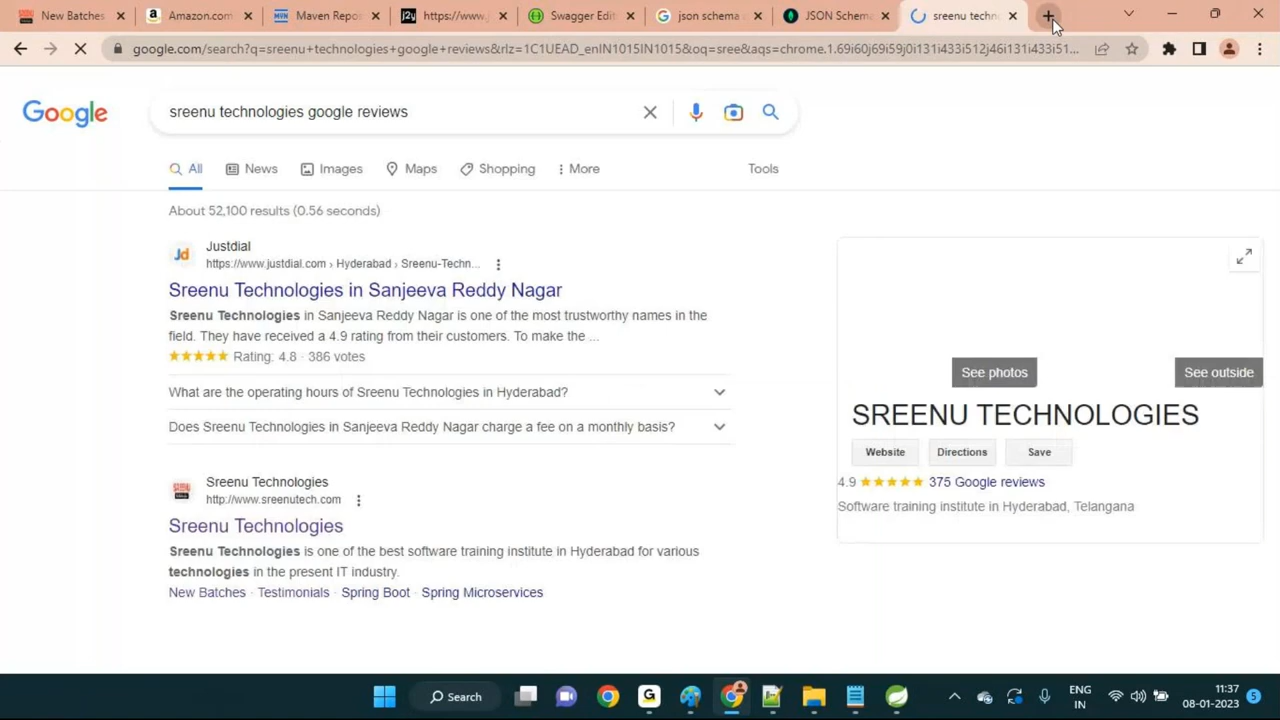 New Batches
Amazon.com
Maven Repo
https://www.j
Swagger Edit
json schema
JSON Schema
sreenu techn
google.com/search?q=sreenu+technologies+google+reviews&rlz=1C1UEAD_enIN1015IN1015&oq=sree&aqs=chrome.1.69i60j69i59j0i131i433i512j46i131i433i51...
Google
sreenu technologies google reviews
All
News
Images
Maps
Shopping
More
Tools
About 52,100 results (0.56 seconds)
Jd
Justdial
https://www.justdial.com › Hyderabad › Sreenu-Techn...
Sreenu Technologies in Sanjeeva Reddy Nagar
Sreenu Technologies in Sanjeeva Reddy Nagar is one of the most trustworthy names in the
field. They have received a 4.9 rating from their customers. To make the ...
Rating: 4.8 · 386 votes
What are the operating hours of Sreenu Technologies in Hyderabad?
Does Sreenu Technologies in Sanjeeva Reddy Nagar charge a fee on a monthly basis?
Sreenu Technologies
http://www.sreenutech.com
Sreenu Technologies
Sreenu Technologies is one of the best software training institute in Hyderabad for various
technologies in the present IT industry.
New Batches · Testimonials · Spring Boot · Spring Microservices
See photos
See outside
SREENU TECHNOLOGIES
Website
Directions
Save
4.9
375 Google reviews
Software training institute in Hyderabad, Telangana
Search
ENG
IN
11:37
08-01-2023
5